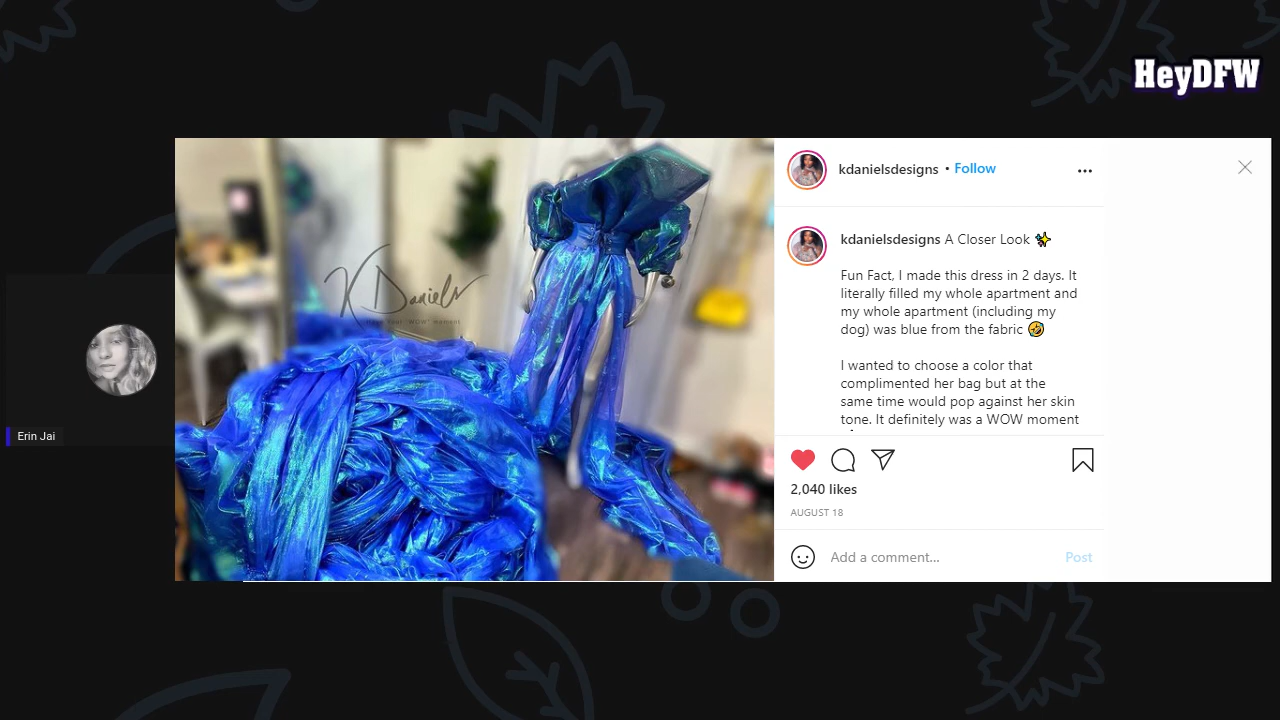 HeyDFW
kdanielsdesigns • Follow
kdanielsdesigns A Closer Look ✨
Fun Fact, I made this dress in 2 days. It
literally filled my whole apartment and
my whole apartment (including my
dog) was blue from the fabric 🤣
I wanted to choose a color that
complimented her bag but at the
same time would pop against her skin
tone. It definitely was a WOW moment
2,040 likes
AUGUST 18
Add a comment...
Post
K Daniels
Erin Jai